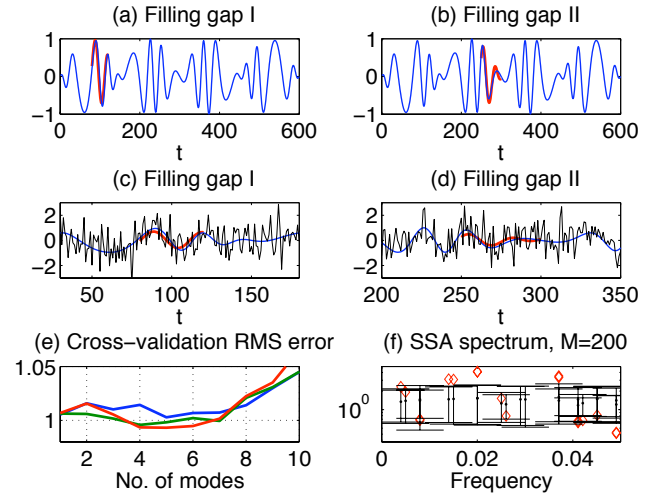 (a) Filling gap I
(b) Filling gap II
1
0
−1
0 200 400 600
t
1
0
−1
0 200 400 600
t
(c) Filling gap I
(d) Filling gap II
2
0
−2
50 100 150
t
2
0
−2
200 250 300 350
t
(e) Cross−validation RMS error
(f) SSA spectrum, M=200
1.05
1
2 4 6 8 10
No. of modes
10^0
0 0.02 0.04
Frequency